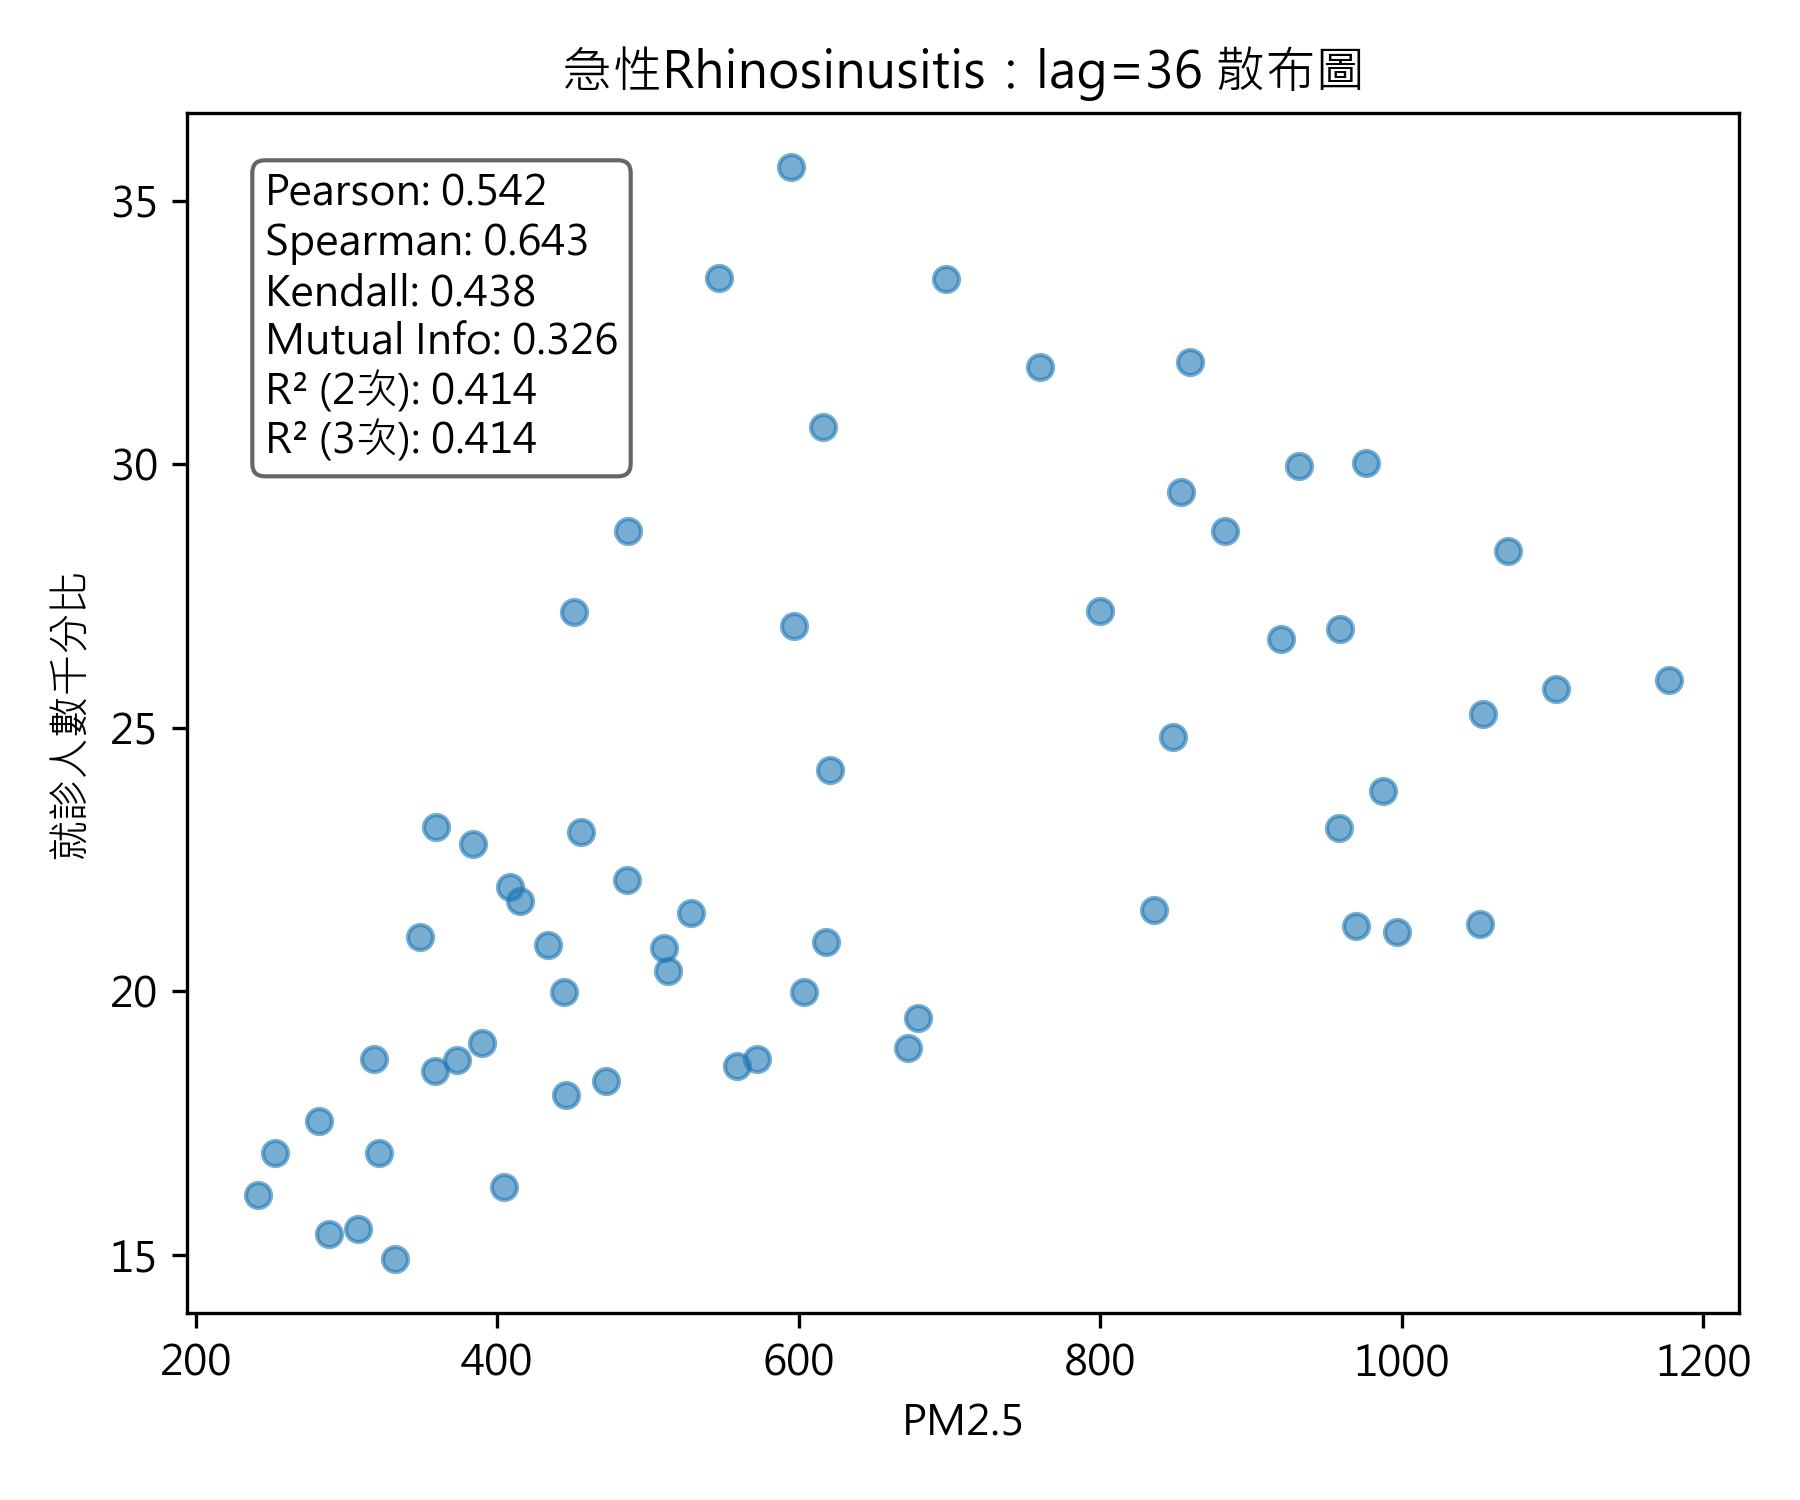 急性Rhinosinusitis：lag=36 散布圖
Pearson: 0.542
Spearman: 0.643
Kendall: 0.438
Mutual Info: 0.326
R² (2次): 0.414
R² (3次): 0.414
就診人數千分比
35
30
25
20
15
200 400 600 800 1000 1200
PM2.5